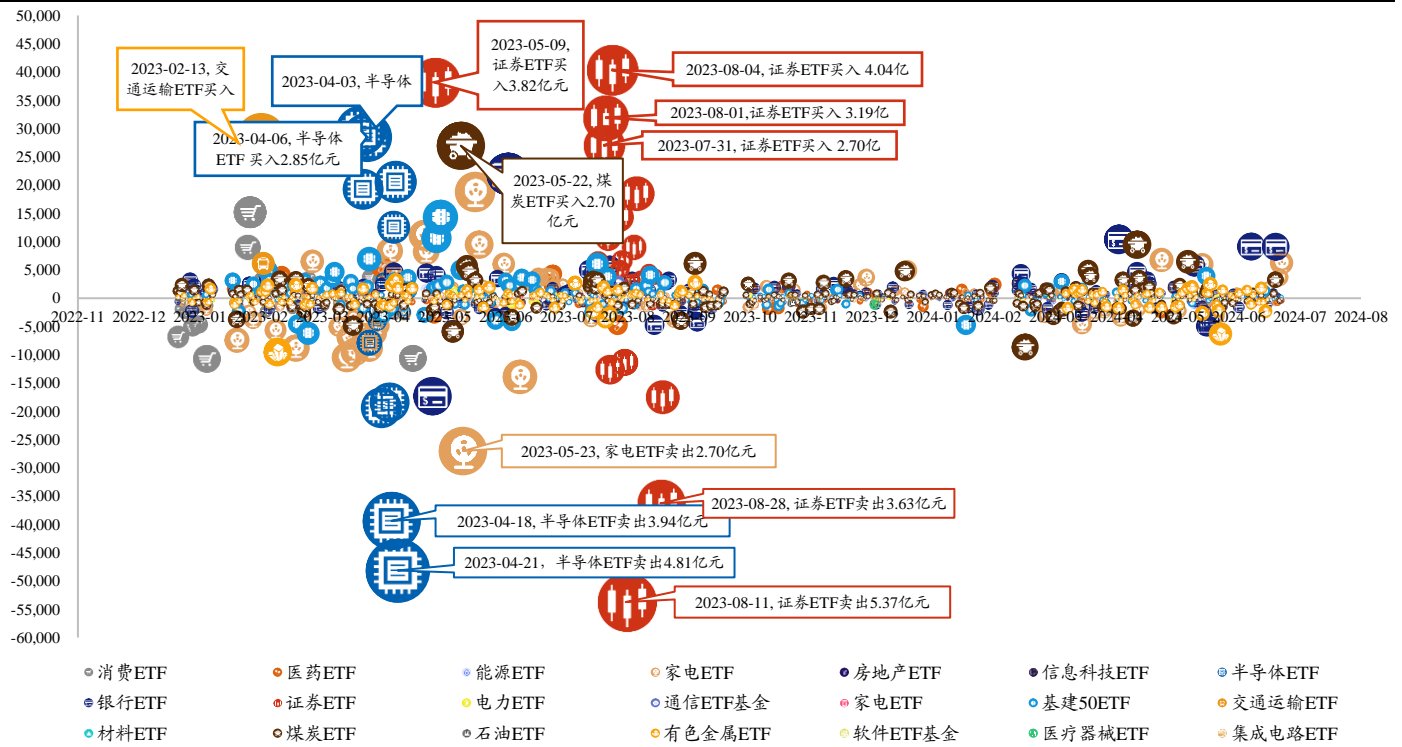 50,000
45,000
40,000
35,000
30,000
25,000
20,000
15,000
10,000
5,000
0
-5,000
-10,000
-15,000
-20,000
-25,000
-30,000
-35,000
-40,000
-45,000
-50,000
-55,000
-60,000
2023-02-13, 交
通运输ETF买入
2023-04-03, 半导体
2023-04-06, 半导体
ETF 买入2.85亿元
2023-05-09,
证券ETF买
入3.82亿元
2023-05-22, 煤
炭ETF买入2.70
亿元
2023-08-04, 证券ETF买入 4.04亿
2023-08-01,证券ETF买入 3.19亿
2023-07-31, 证券ETF买入 2.70亿
2022-11 2022-12 2023-01 2023-02 2023-03 2023-04 2023-05 2023-06 2023-07 2023-08 2023-09 2023-10 2023-11 2023-12 2024-01 2024-02 2024-03 2024-04 2024-05 2024-06 2024-07 2024-08
2023-05-23, 家电ETF卖出2.70亿元
2023-08-28, 证券ETF卖出3.63亿元
2023-04-18, 半导体ETF卖出3.94亿元
2023-04-21，半导体ETF卖出4.81亿元
2023-08-11, 证券ETF卖出5.37亿元
消费ETF 医药ETF 能源ETF 家电ETF 房地产ETF 信息科技ETF 半导体ETF
银行ETF 证券ETF 电力ETF 通信ETF基金 家电ETF 基建50ETF 交通运输ETF
材料ETF 煤炭ETF 石油ETF 有色金属ETF 软件ETF基金 医疗器械ETF 集成电路ETF